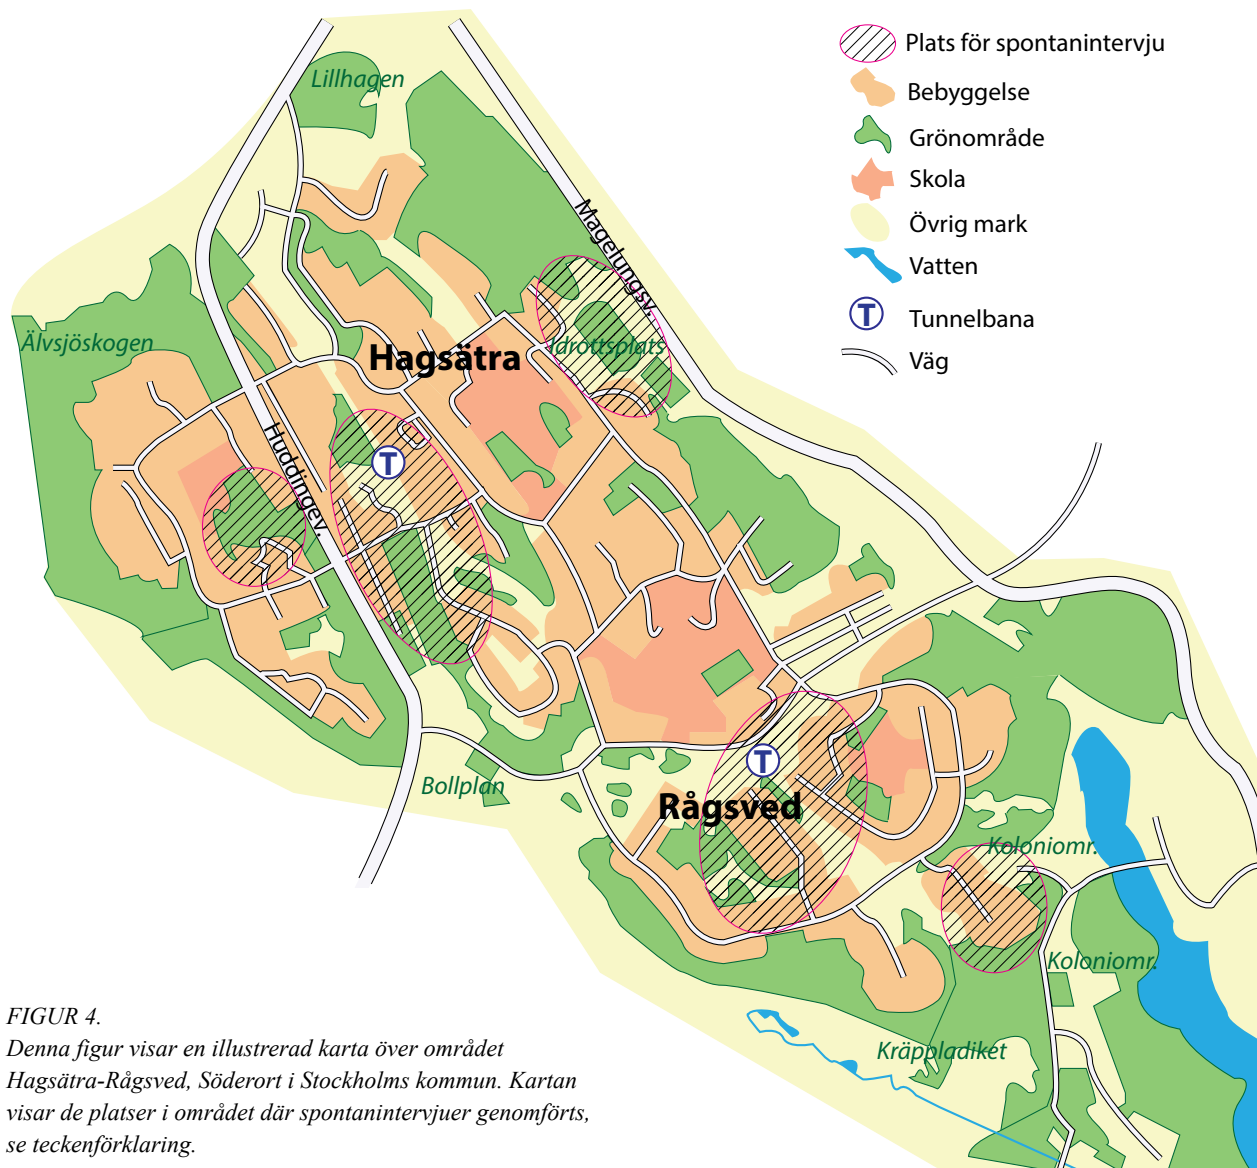 Plats för spontanintervju
Bebyggelse
Grönområde
Skola
Övrig mark
Vatten
T
Tunnelbana
Väg
Lillhagen
Magelungsv.
Älvsjöskogen
Hagsätra
Idrottsplats
Huddingev.
T
T
Bollplan
Rågsved
Koloniomr.
Koloniomr.
Kräppladiket
FIGUR 4.
Denna figur visar en illustrerad karta över området
Hagsätra-Rågsved, Söderort i Stockholms kommun. Kartan
visar de platser i området där spontanintervjuer genomförts,
se teckenförklaring.